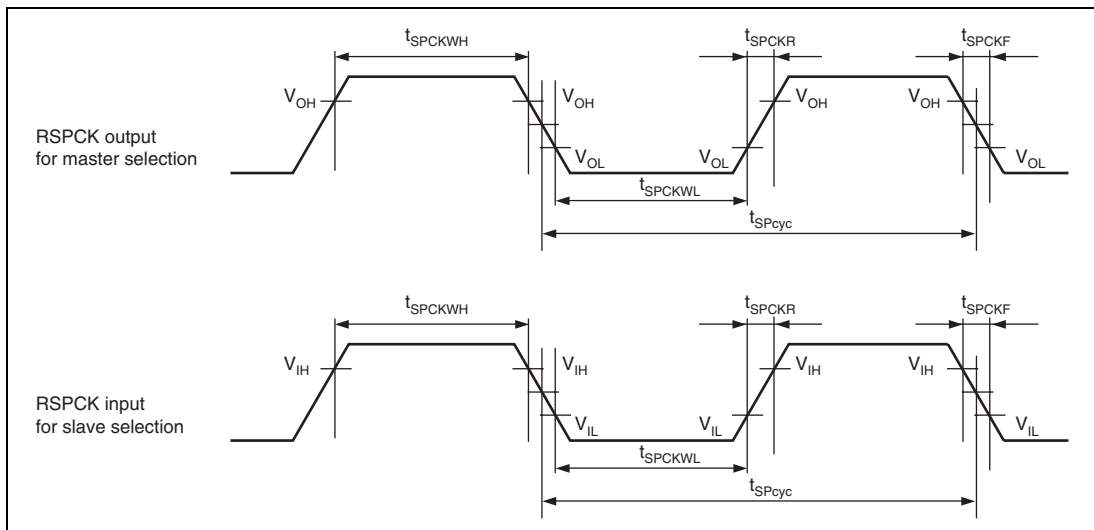 tSPCKWH
tSPCKR
tSPCKF
VOH
VOH
VOH
VOH
RSPCK output
for master selection
VOL
VOL
VOL
tSPCKWL
tSPcyc
tSPCKWH
tSPCKR
tSPCKF
VIH
VIH
VIH
VIH
RSPCK input
for slave selection
VIL
VIL
VIL
tSPCKWL
tSPcyc